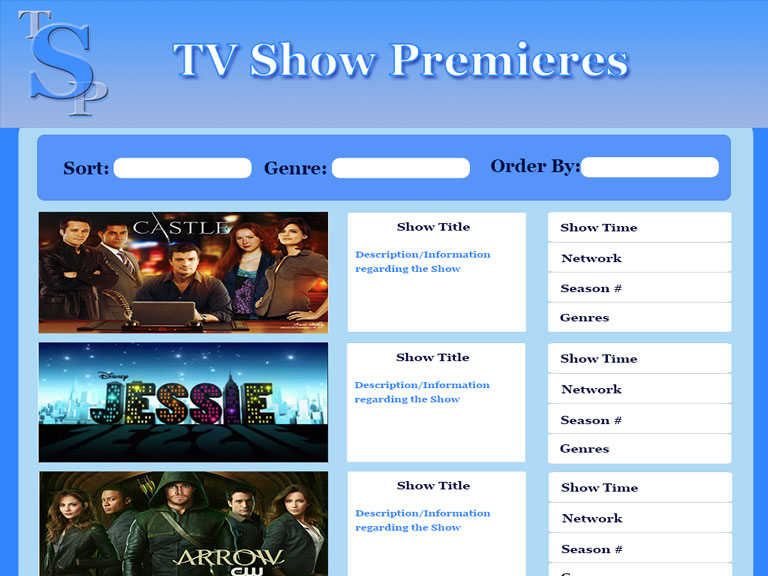 T
S
P
TV Show Premieres
Sort: Genre: Order By:
CASTLE
Show Title
Description/Information
regarding the Show
Show Time
Network
Season #
Genres
Disney
JESSIE
Show Title
Description/Information
regarding the Show
Show Time
Network
Season #
Genres
ARROW
CW
Show Title
Description/Information
regarding the Show
Show Time
Network
Season #